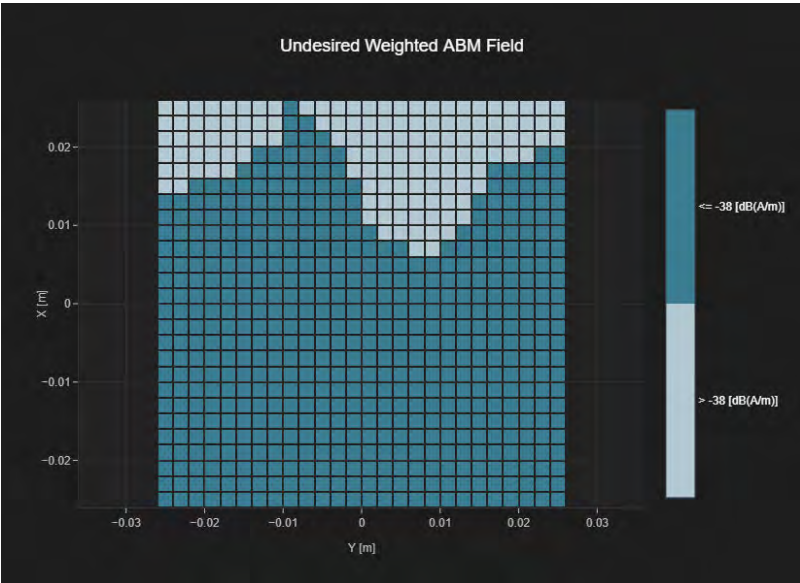 Undesired Weighted ABM Field
0.02
0.01
0
−0.01
−0.02
X [m]
−0.03
−0.02
−0.01
0
0.01
0.02
0.03
Y [m]
<= -38 [dB(A/m)]
> -38 [dB(A/m)]